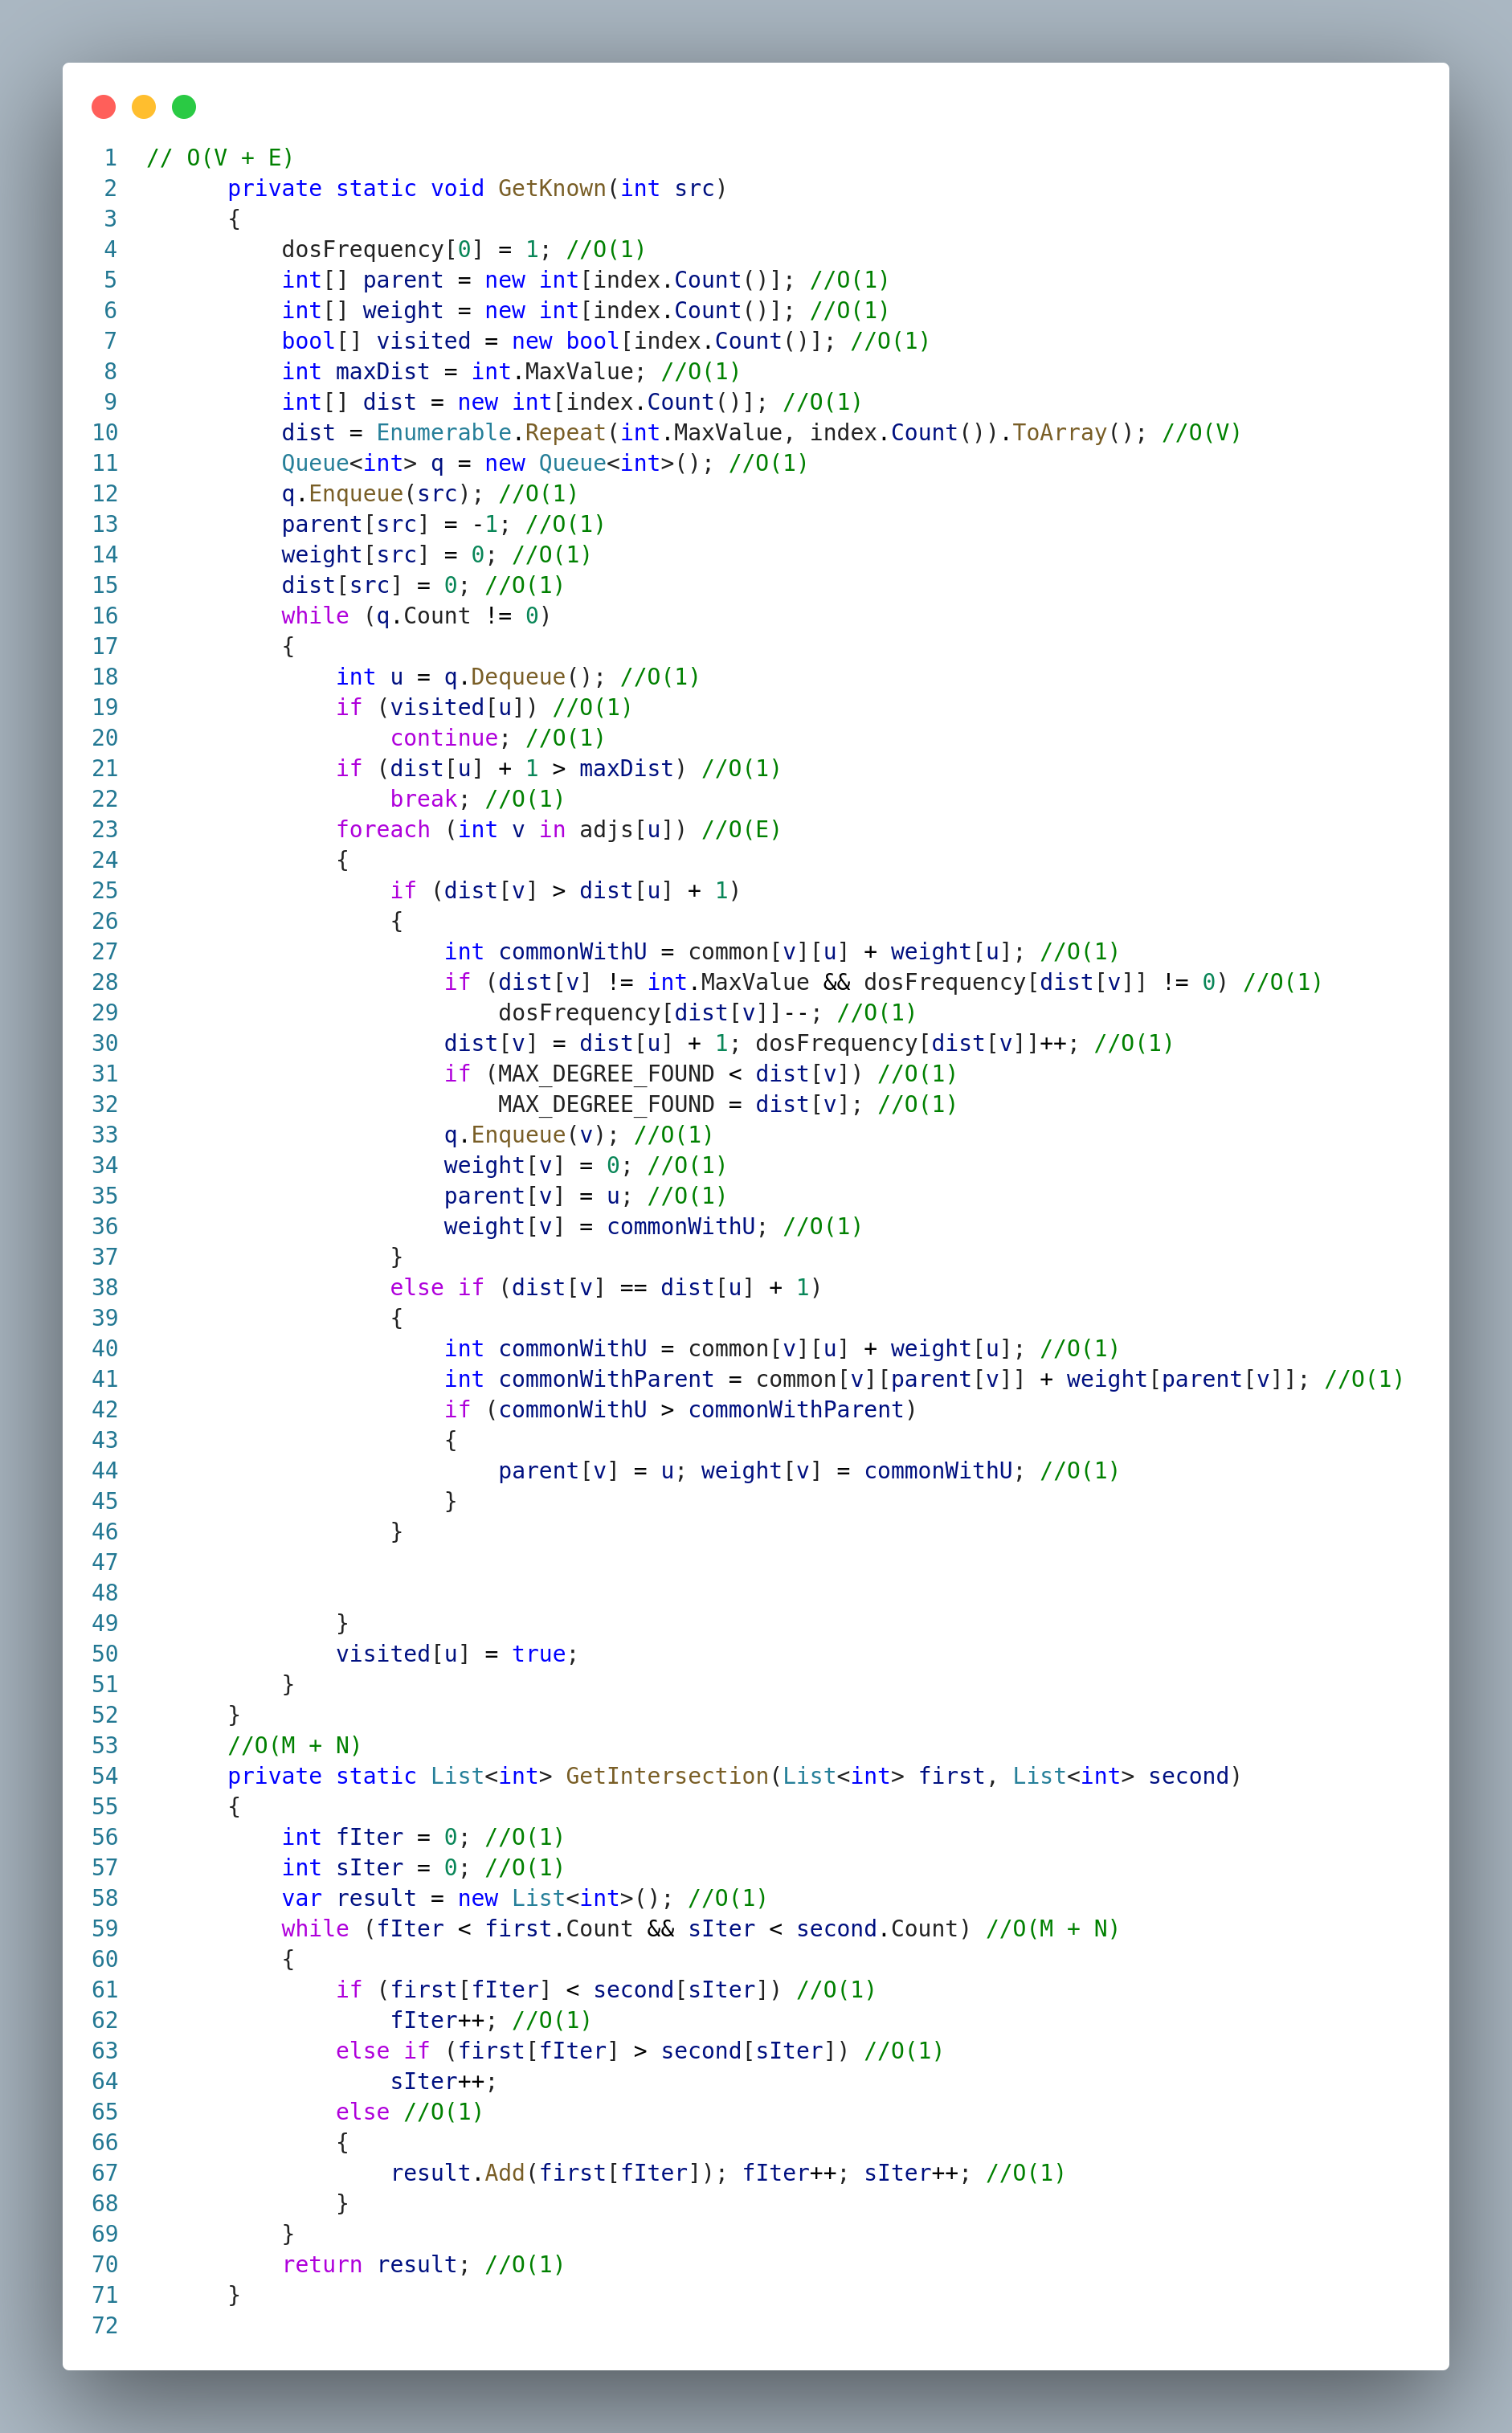 1 // O(V + E)
2 private static void GetKnown(int src)
3 {
4 dosFrequency[0] = 1; //O(1)
5 int[] parent = new int[index.Count()]; //O(1)
6 int[] weight = new int[index.Count()]; //O(1)
7 bool[] visited = new bool[index.Count()]; //O(1)
8 int maxDist = int.MaxValue; //O(1)
9 int[] dist = new int[index.Count()]; //O(1)
10 dist = Enumerable.Repeat(int.MaxValue, index.Count()).ToArray(); //O(V)
11 Queue<int> q = new Queue<int>(); //O(1)
12 q.Enqueue(src); //O(1)
13 parent[src] = -1; //O(1)
14 weight[src] = 0; //O(1)
15 dist[src] = 0; //O(1)
16 while (q.Count != 0)
17 {
18 int u = q.Dequeue(); //O(1)
19 if (visited[u]) //O(1)
20 continue; //O(1)
21 if (dist[u] + 1 > maxDist) //O(1)
22 break; //O(1)
23 foreach (int v in adjs[u]) //O(E)
24 {
25 if (dist[v] > dist[u] + 1)
26 {
27 int commonWithU = common[v][u] + weight[u]; //O(1)
28 if (dist[v] != int.MaxValue && dosFrequency[dist[v]] != 0) //O(1)
29 dosFrequency[dist[v]]--; //O(1)
30 dist[v] = dist[u] + 1; dosFrequency[dist[v]]++; //O(1)
31 if (MAX_DEGREE_FOUND < dist[v]) //O(1)
32 MAX_DEGREE_FOUND = dist[v]; //O(1)
33 q.Enqueue(v); //O(1)
34 weight[v] = 0; //O(1)
35 parent[v] = u; //O(1)
36 weight[v] = commonWithU; //O(1)
37 }
38 else if (dist[v] == dist[u] + 1)
39 {
40 int commonWithU = common[v][u] + weight[u]; //O(1)
41 int commonWithParent = common[v][parent[v]] + weight[parent[v]]; //O(1)
42 if (commonWithU > commonWithParent)
43 {
44 parent[v] = u; weight[v] = commonWithU; //O(1)
45 }
46 }
47
48
49 }
50 visited[u] = true;
51 }
52 }
53 //O(M + N)
54 private static List<int> GetIntersection(List<int> first, List<int> second)
55 {
56 int fIter = 0; //O(1)
57 int sIter = 0; //O(1)
58 var result = new List<int>(); //O(1)
59 while (fIter < first.Count && sIter < second.Count) //O(M + N)
60 {
61 if (first[fIter] < second[sIter]) //O(1)
62 fIter++; //O(1)
63 else if (first[fIter] > second[sIter]) //O(1)
64 sIter++;
65 else //O(1)
66 {
67 result.Add(first[fIter]); fIter++; sIter++; //O(1)
68 }
69 }
70 return result; //O(1)
71 }
72